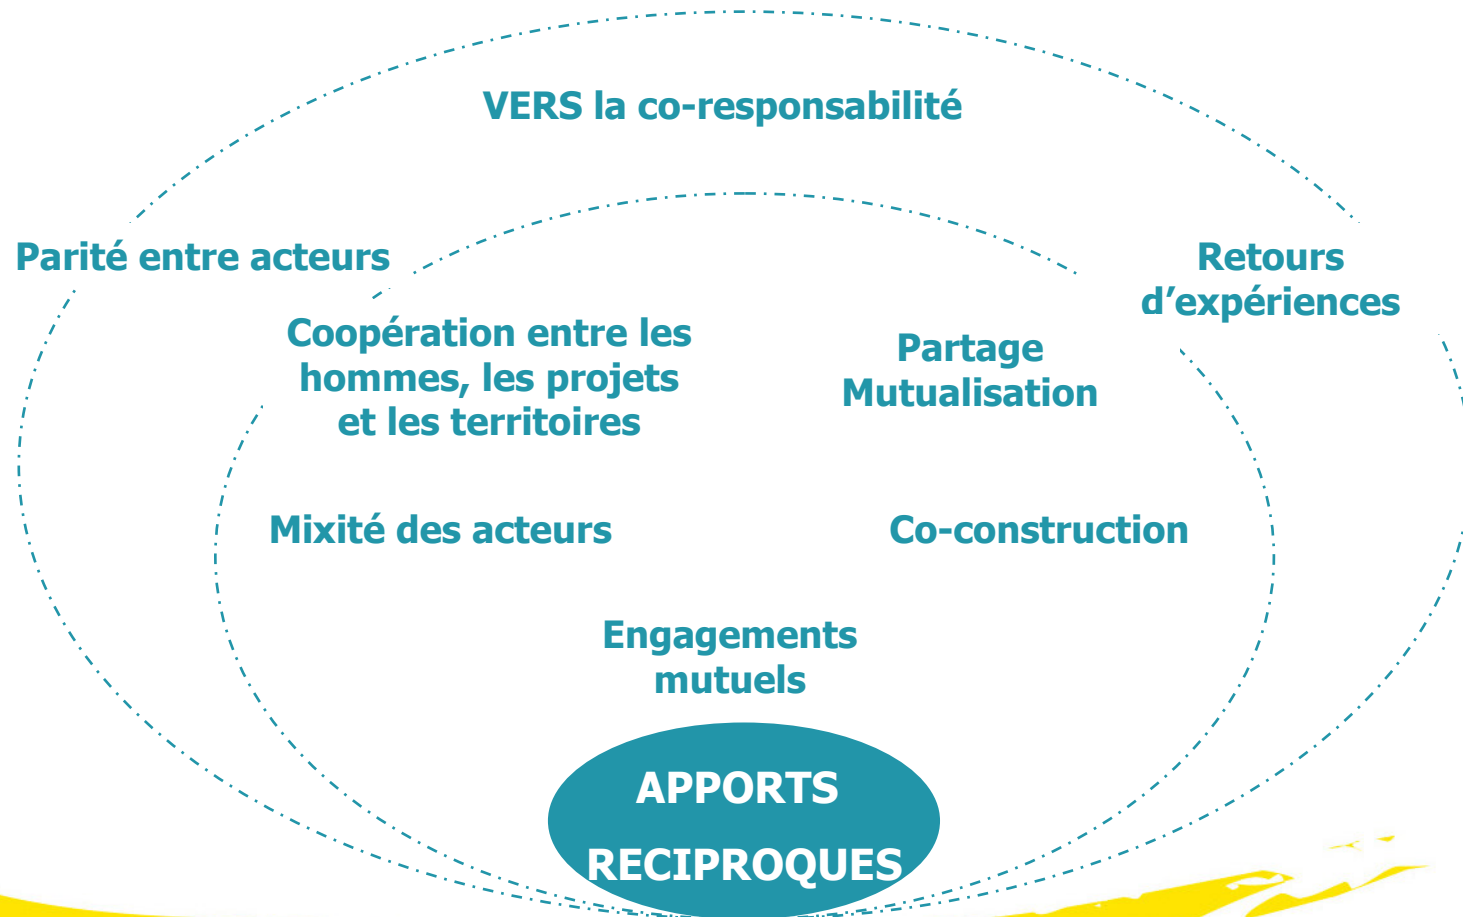 VERS la co-responsabilité
Parité entre acteurs
Retours
d’expériences
Coopération entre les
hommes, les projets
et les territoires
Partage
Mutualisation
Mixité des acteurs
Co-construction
Engagements
mutuels
APPORTS
RECIPROQUES